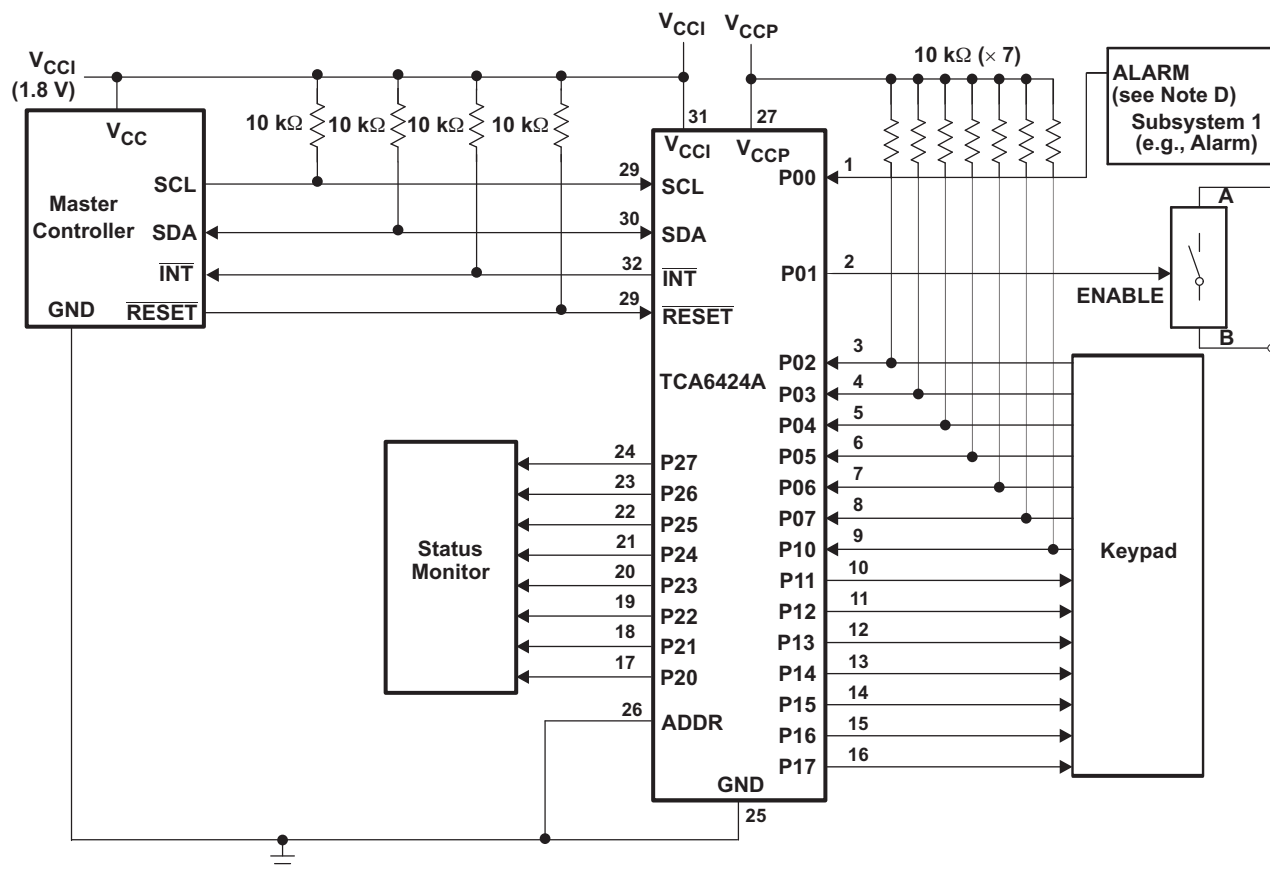 VCCI
VCCP
VCCI
(1.8 V)
10 kΩ (× 7)
ALARM
(see Note D)
Subsystem 1
(e.g., Alarm)
10 kΩ
10 kΩ
10 kΩ
10 kΩ
31
27
VCC
VCCI
VCCP
Master
Controller
SCL
SDA
INT
RESET
GND
29
30
32
29
SCL
SDA
INT
RESET
TCA6424A
P00
1
P01
2
A
ENABLE
B
P02
3
P03
4
P04
5
P05
6
P06
7
P07
8
P10
9
P11
10
P12
11
P13
12
P14
13
P15
14
P16
15
P17
16
Keypad
Status
Monitor
24
P27
23
P26
22
P25
21
P24
20
P23
19
P22
18
P21
17
P20
26
ADDR
GND
25